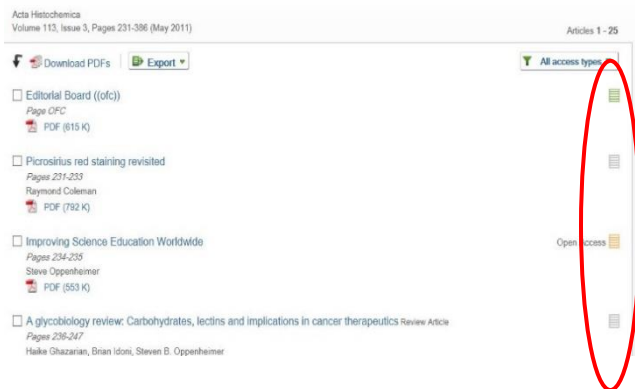 Acta Histochemica
Volume 113, Issue 3, Pages 231-386 (May 2011)
Articles 1 - 25
Download PDFs Export All access types
Editorial Board ((ofc))
Page OFC
PDF (615 K)
Picrosirius red staining revisited
Pages 231-233
Raymond Coleman
PDF (792 K)
Improving Science Education Worldwide Open Access
Pages 234-235
Steve Oppenheimer
PDF (553 K)
A glycobiology review: Carbohydrates, lectins and implications in cancer therapeutics Review Article
Pages 236-247
Haike Ghazarian, Brian Idoni, Steven B. Oppenheimer